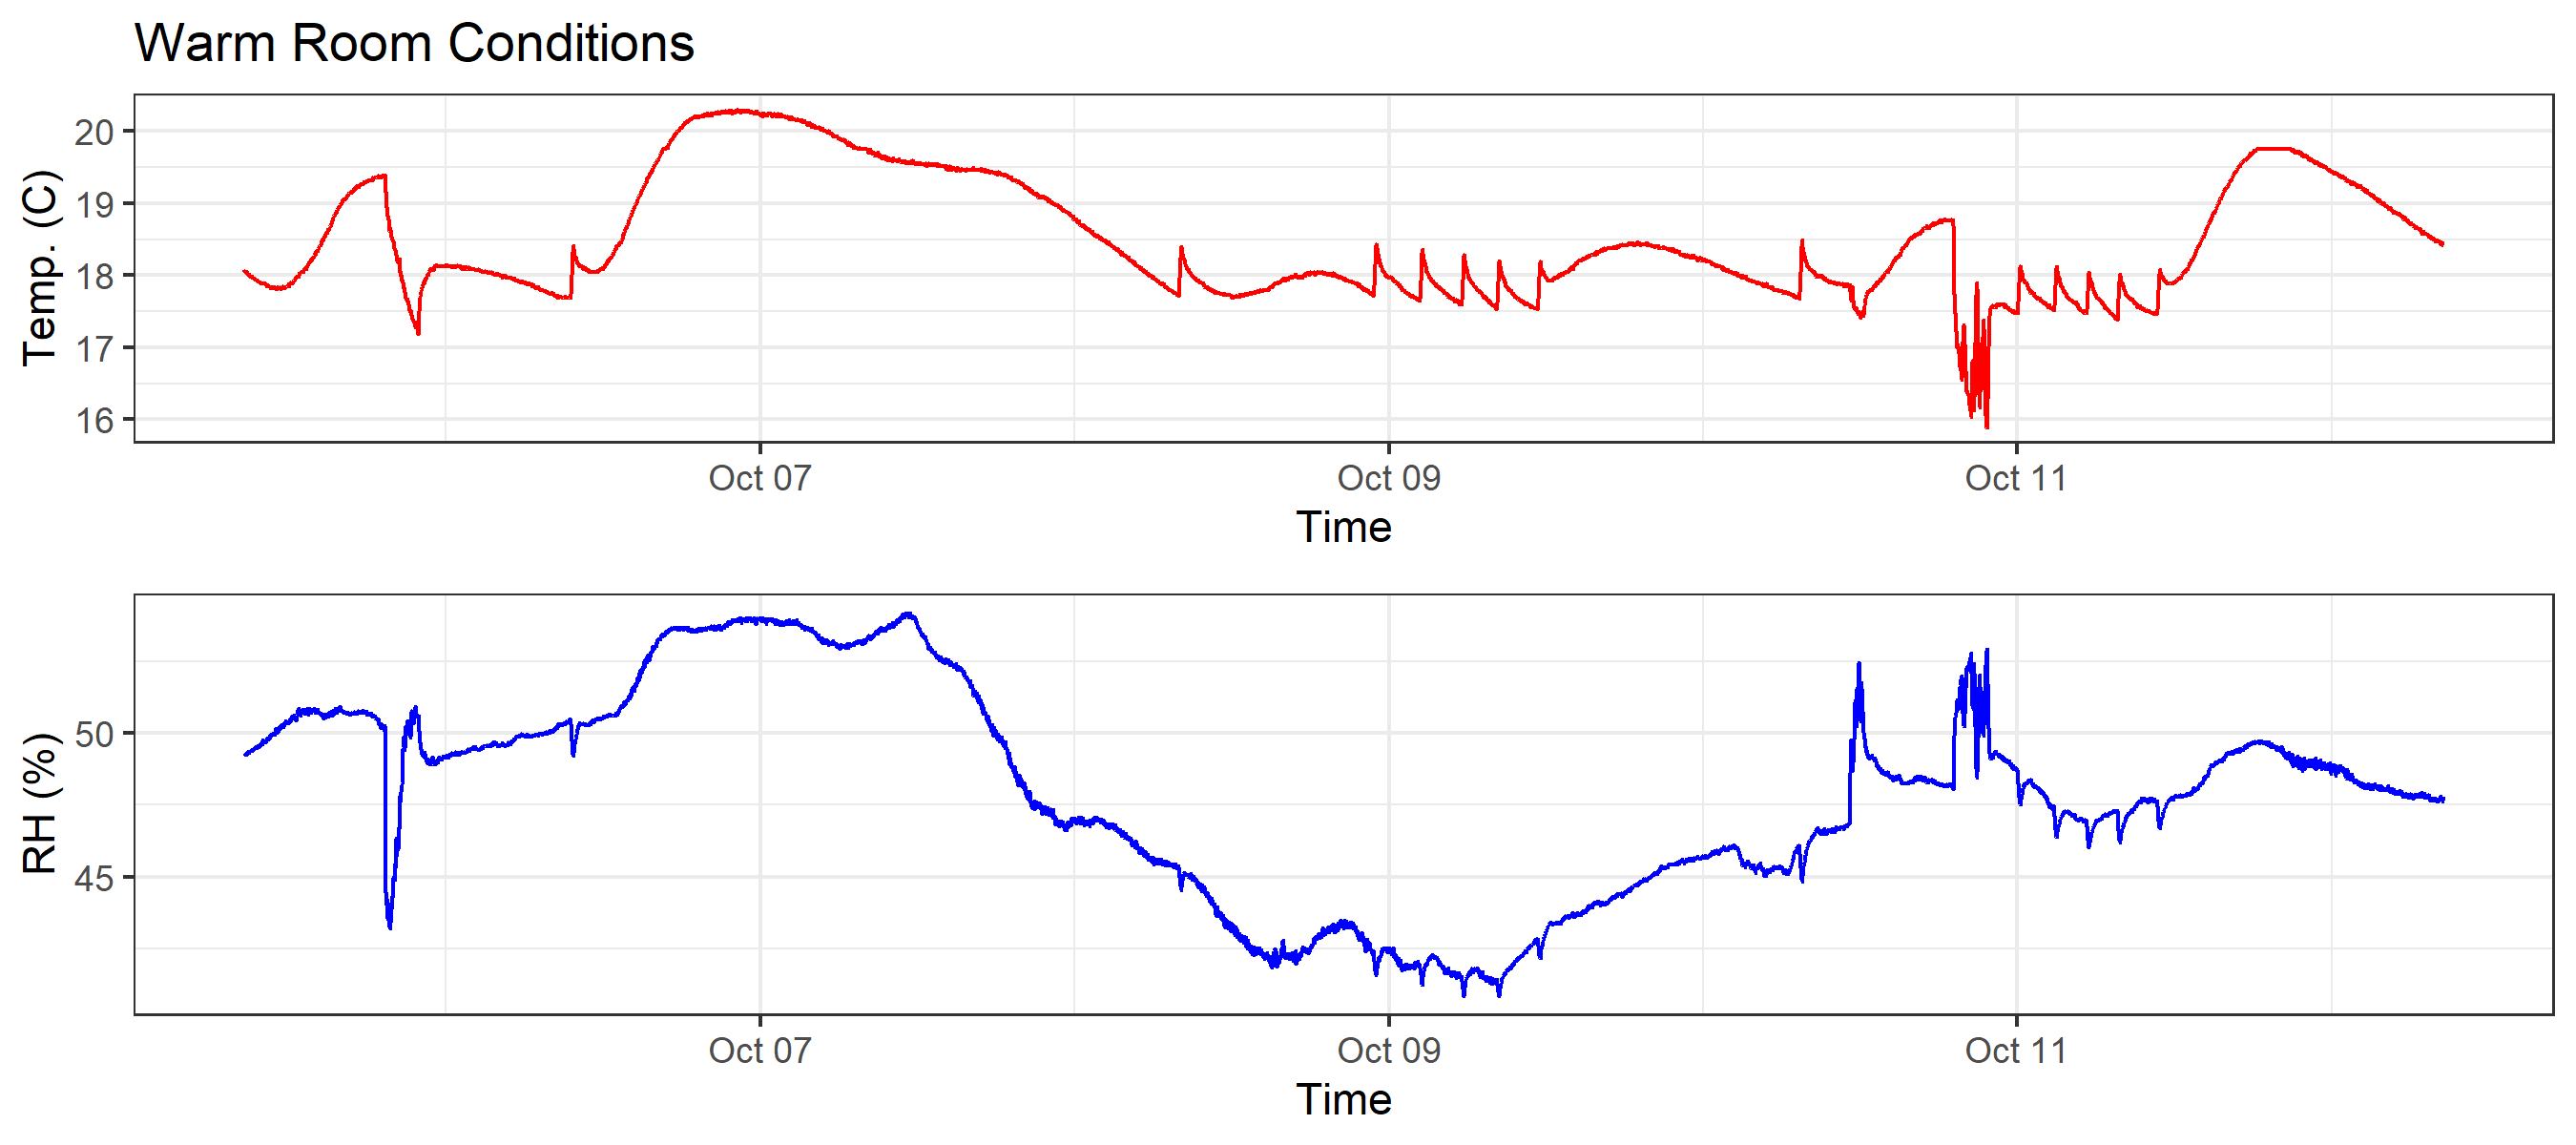 Warm Room Conditions
Temp. (C)
20
19
18
17
16
Oct 07 Oct 09 Oct 11
Time
RH (%)
50
45
Oct 07 Oct 09 Oct 11
Time